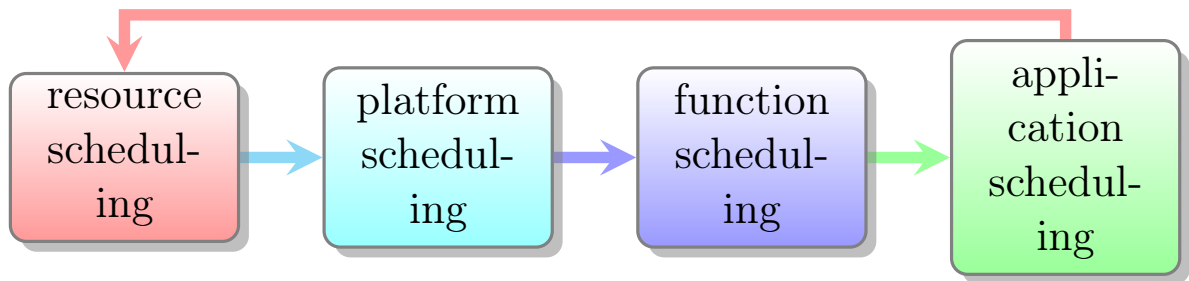 resource
schedul-
ing
platform
schedul-
ing
function
schedul-
ing
appli-
cation
schedul-
ing